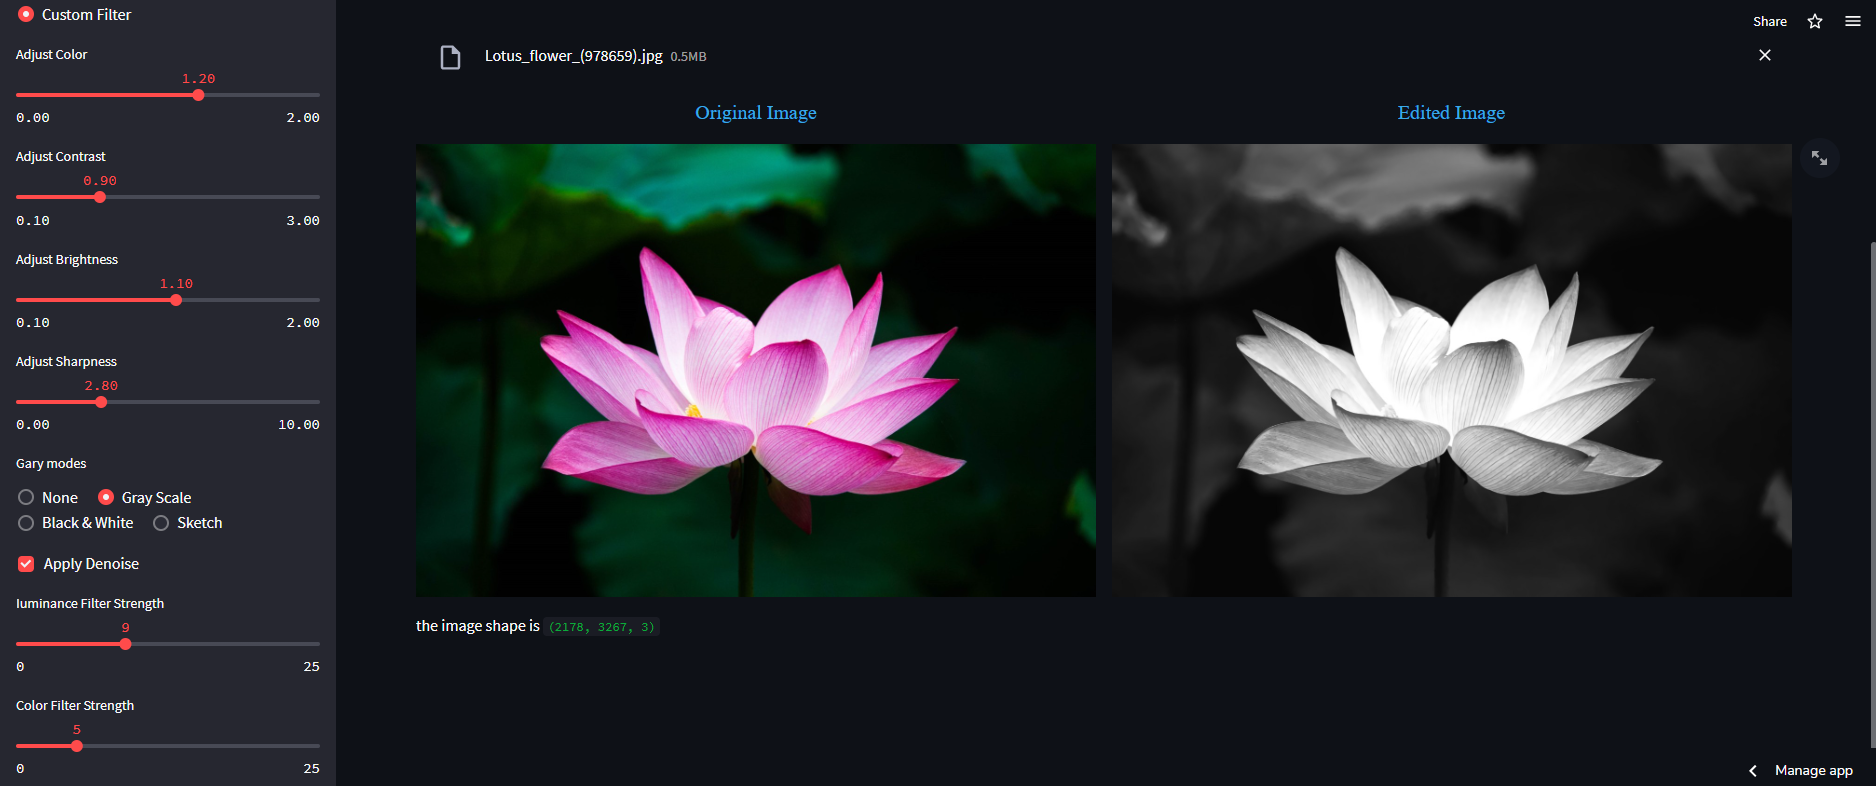 Custom Filter
Adjust Color
1.20
0.00 2.00
Adjust Contrast
0.90
0.10 3.00
Adjust Brightness
1.10
0.10 2.00
Adjust Sharpness
2.80
0.00 10.00
Gary modes
None Gray Scale
Black & White Sketch
Apply Denoise
luminance Filter Strength
9
0 25
Color Filter Strength
5
0 25
Share
Lotus_flower_(978659).jpg 0.5MB
Original Image Edited Image
the image shape is (2178, 3267, 3)
Manage app